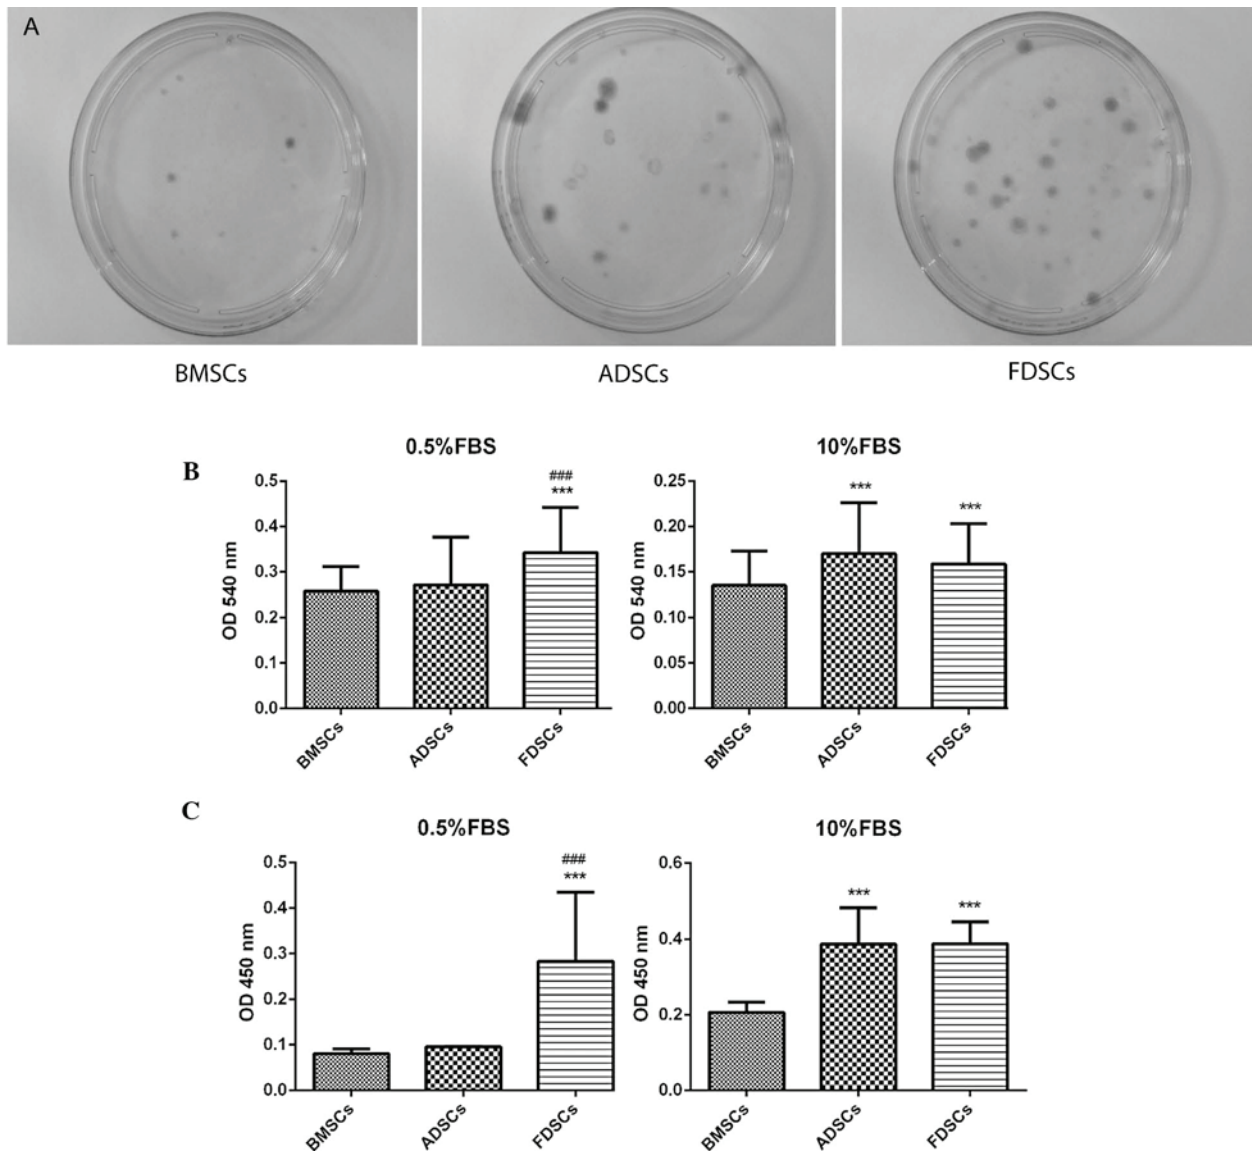 A
BMSCs ADSCs FDSCs
B
0.5%FBS 10%FBS
OD 540 nm
0.5
0.4
0.3
0.2
0.1
0.0
###
***
BMSCs
ADSCs
FDSCs
OD 540 nm
0.25
0.20
0.15
0.10
0.05
0.00
***
***
BMSCs
ADSCs
FDSCs
C
0.5%FBS 10%FBS
OD 450 nm
0.5
0.4
0.3
0.2
0.1
0.0
###
***
BMSCs
ADSCs
FDSCs
OD 450 nm
0.6
0.4
0.2
0.0
***
***
BMSCs
ADSCs
FDSCs